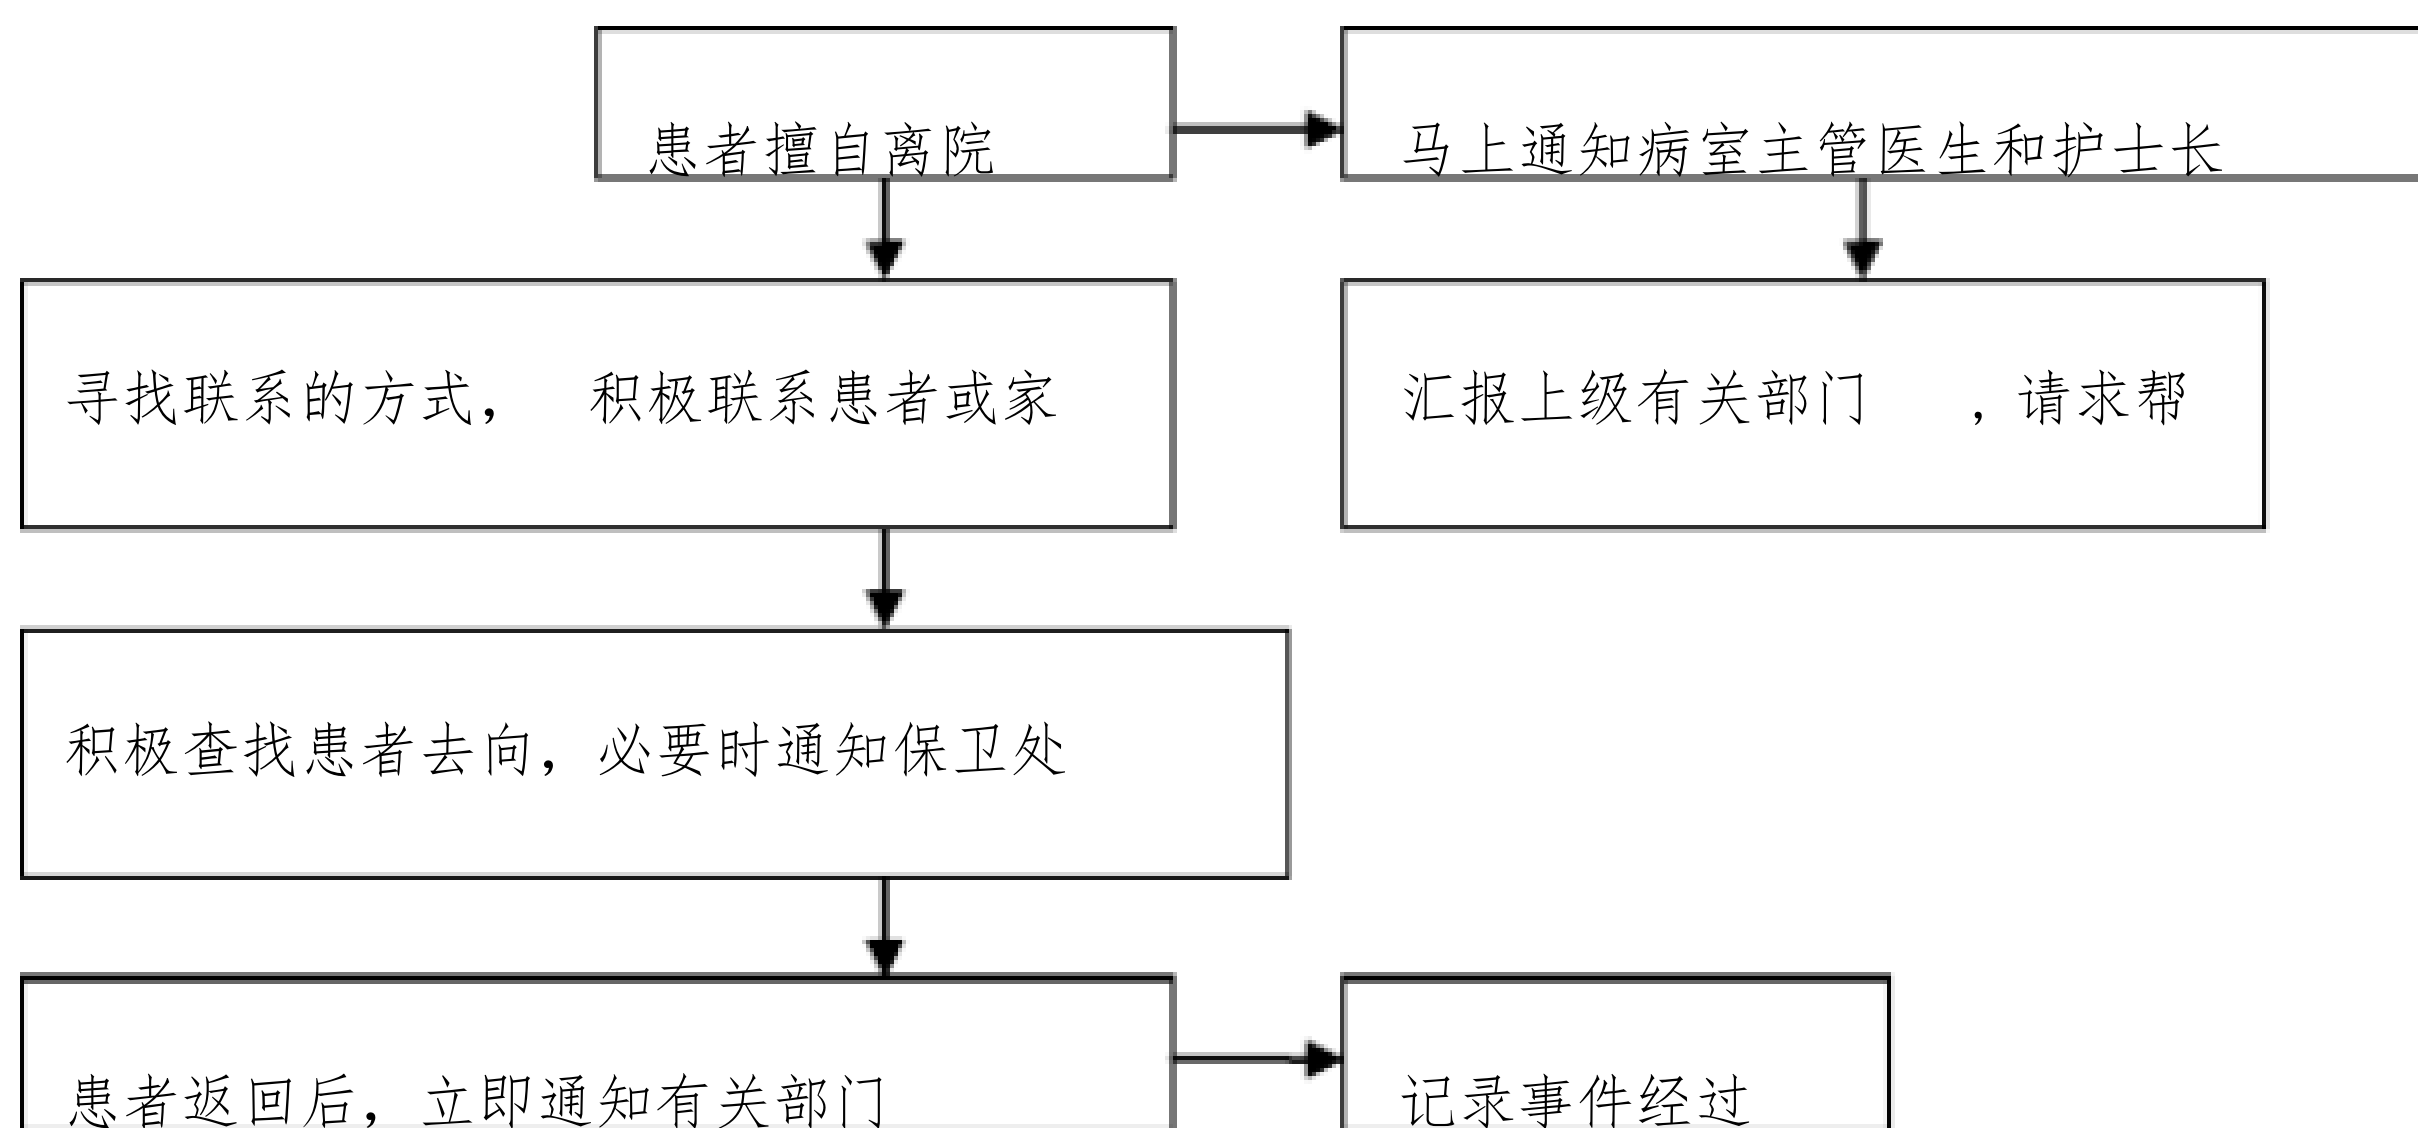 患者擅自离院
马上通知病室主管医生和护士长
寻找联系的方式， 积极联系患者或家
汇报上级有关部门 ，请求帮
积极查找患者去向，必要时通知保卫处
患者返回后，立即通知有关部门
记录事件经过